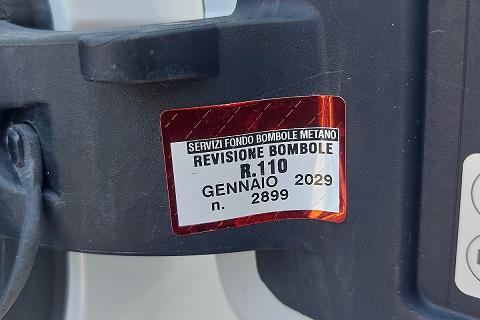 SERVIZI FONDO BOMBOLE METANO
REVISIONE BOMBOLE
R.110
GENNAIO 2029
n. 2899